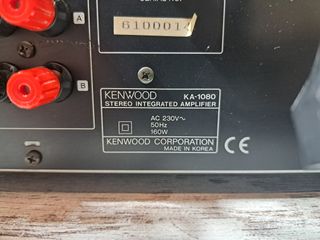 A
6100014
B
KENWOOD KA-1080
STEREO INTEGRATED AMPLIFIER
AC 230V~
50Hz
160W
KENWOOD CORPORATION
MADE IN KOREA
CE